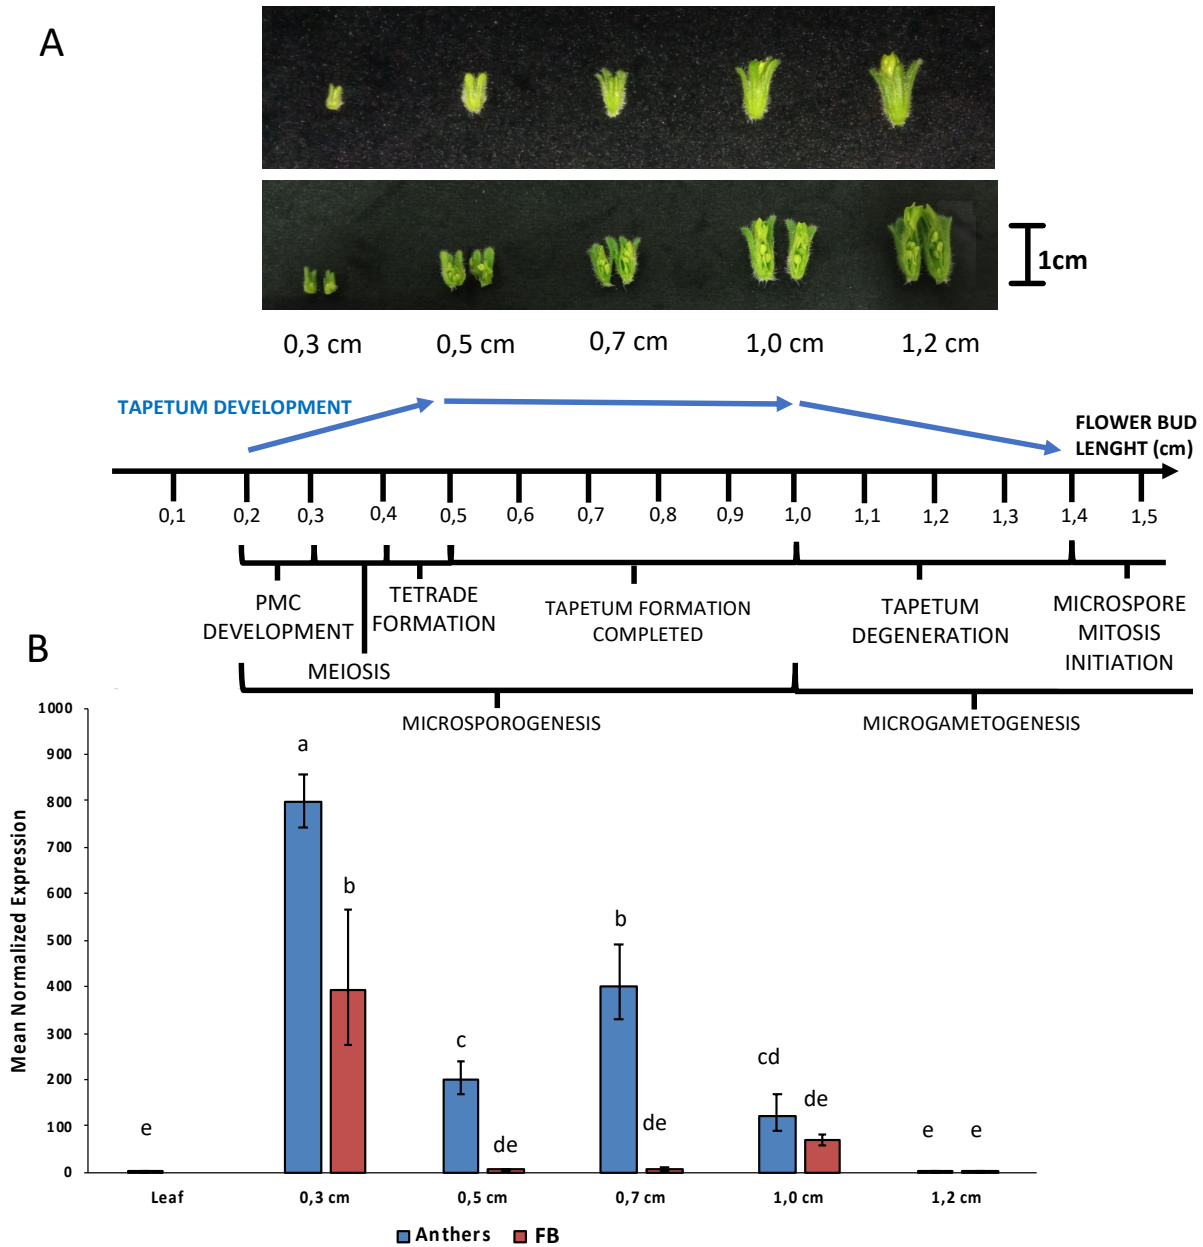 A
1cm
0,3 cm
0,5 cm
0,7 cm
1,0 cm
1,2 cm
TAPETUM DEVELOPMENT
FLOWER BUD
LENGHT (cm)
0,1
0,2
0,3
0,4
0,5
0,6
0,7
0,8
0,9
1,0
1,1
1,2
1,3
1,4
1,5
PMC
DEVELOPMENT
MEIOSIS
TETRADE
FORMATION
TAPETUM FORMATION
COMPLETED
TAPETUM
DEGENERATION
MICROSPORE
MITOSIS
INITIATION
MICROSPOROGENESIS
MICROGAMETOGENESIS
B
Mean Normalized Expression
1000
900
800
700
600
500
400
300
200
100
0
e
a
b
c
de
b
de
cd
de
e
e
Leaf
0,3 cm
0,5 cm
0,7 cm
1,0 cm
1,2 cm
Anthers
FB